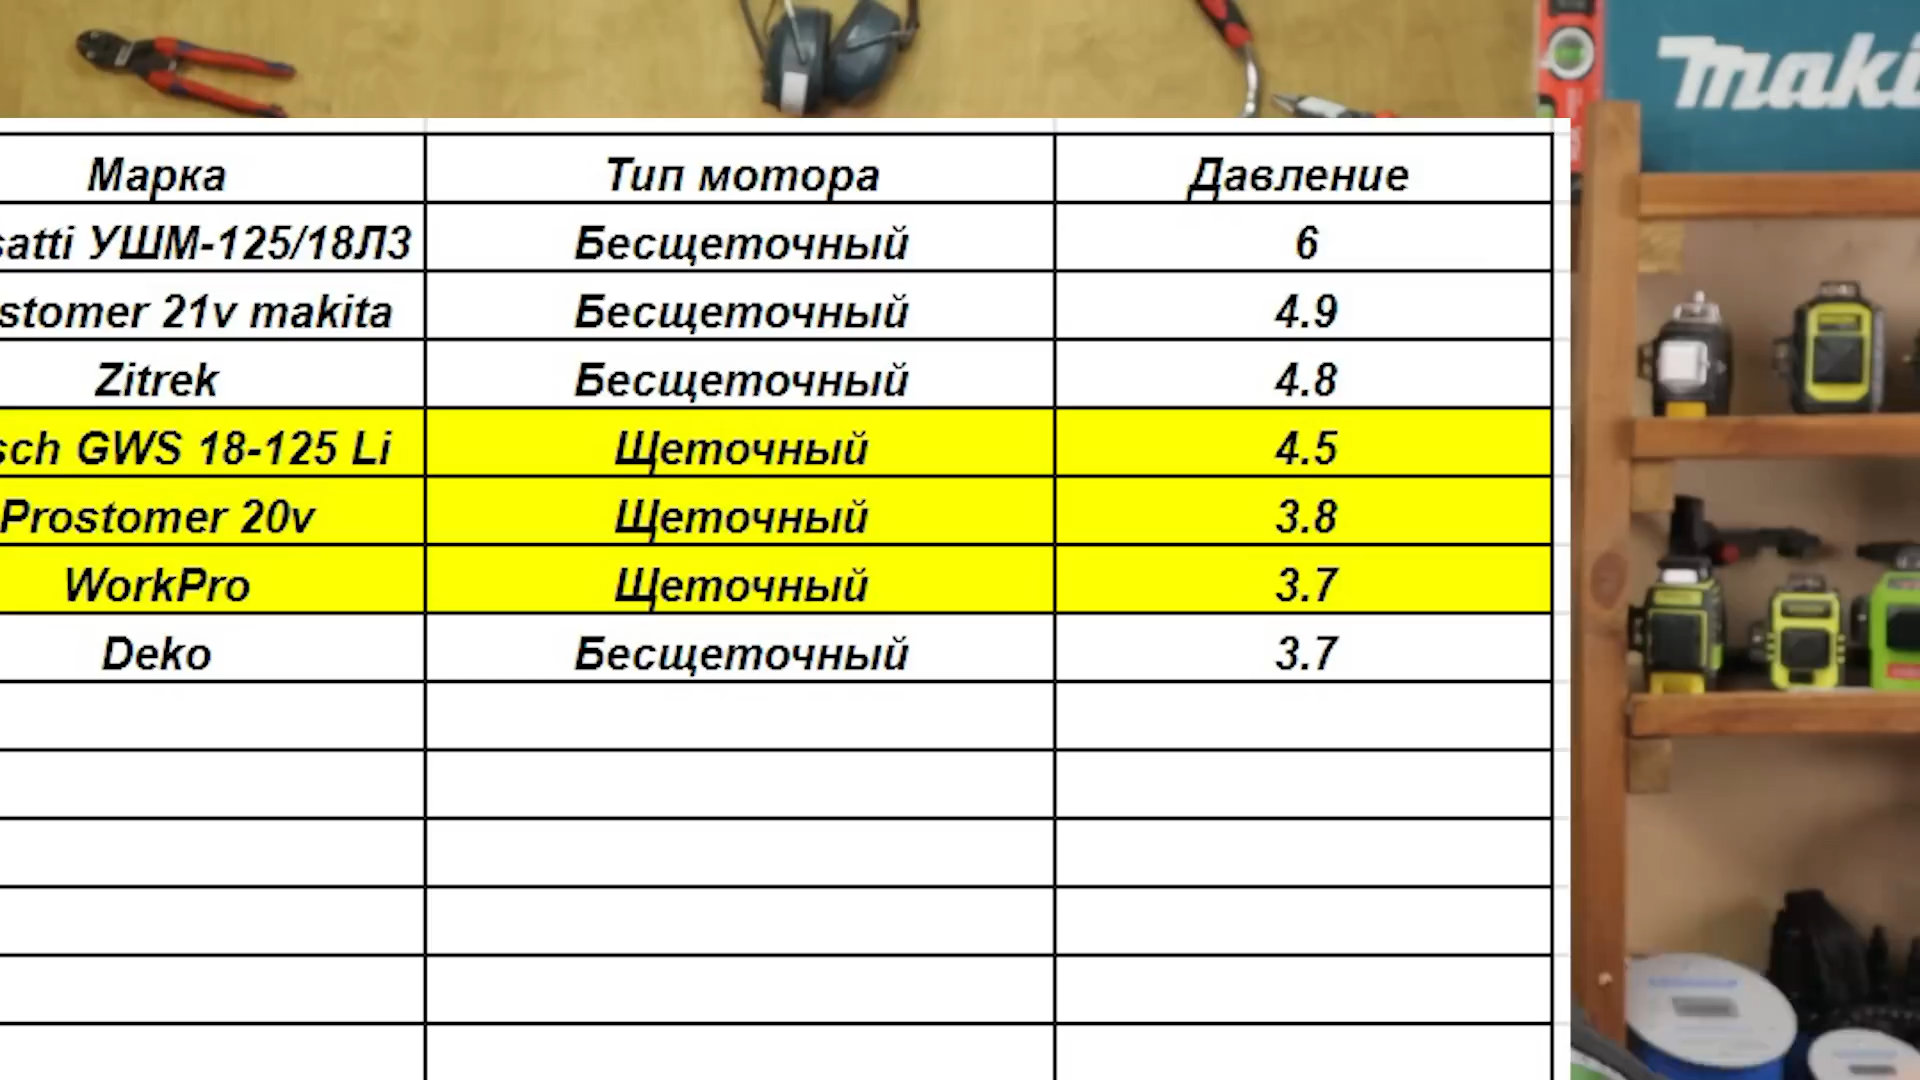 Марка Тип мотора Давление
satti УШМ-125/18ЛЗ Бесщеточный 6
stomer 21v makita Бесщеточный 4.9
Zitrek Бесщеточный 4.8
sch GWS 18-125 Li Щеточный 4.5
Prostomer 20v Щеточный 3.8
WorkPro Щеточный 3.7
Deko Бесщеточный 3.7
maki